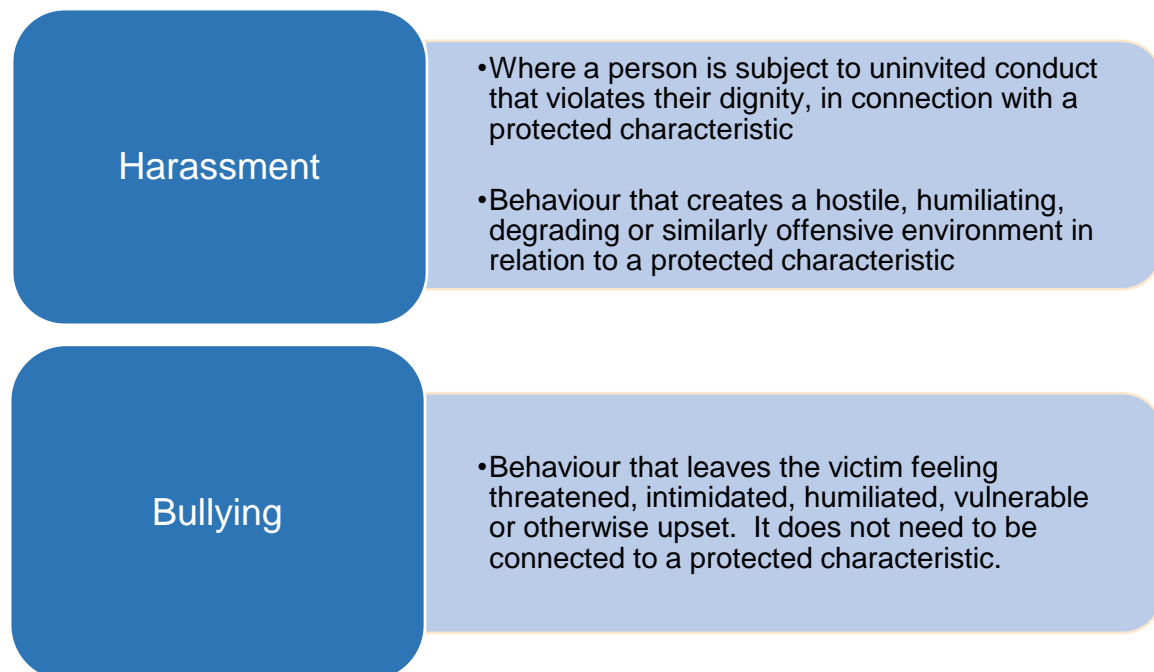 Harassment
•Where a person is subject to uninvited conduct
that violates their dignity, in connection with a
protected characteristic
•Behaviour that creates a hostile, humiliating,
degrading or similarly offensive environment in
relation to a protected characteristic
Bullying
•Behaviour that leaves the victim feeling
threatened, intimidated, humiliated, vulnerable
or otherwise upset.  It does not need to be
connected to a protected characteristic.